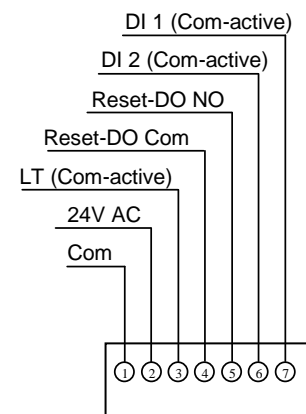 DI 1 (Com-active)
DI 2 (Com-active)
Reset-DO NO
Reset-DO Com
LT (Com-active)
24V AC
Com
1 2 3 4 5 6 7